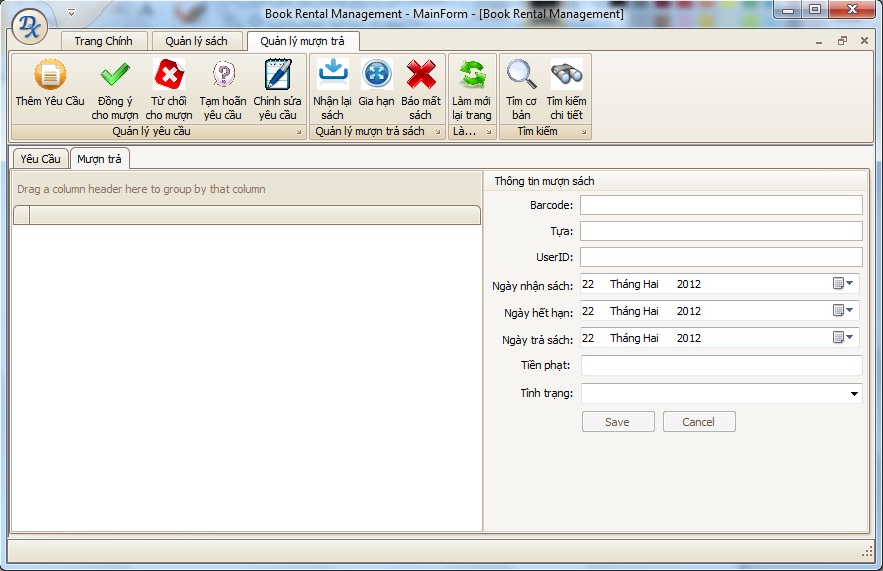 Book Rental Management - MainForm - [Book Rental Management]
DX
Trang Chính Quản lý sách Quản lý mượn trả
Thêm Yêu Cầu Đồng ý Từ chối Tạm hoãn Chỉnh sửa Nhận lại Gia hạn Báo mất Làm mới Tìm cơ Tìm kiếm
cho mượn cho mượn yêu cầu yêu cầu sách sách lại trang bản chi tiết
Quản lý yêu cầu Quản lý mượn trả sách Là... Tìm kiếm
Yêu Cầu Mượn trả
Drag a column header here to group by that column
Thông tin mượn sách
Barcode:
Tựa:
UserID:
Ngày nhận sách: 22 Tháng Hai 2012
Ngày hết hạn: 22 Tháng Hai 2012
Ngày trả sách: 22 Tháng Hai 2012
Tiền phạt:
Tình trạng:
Save Cancel